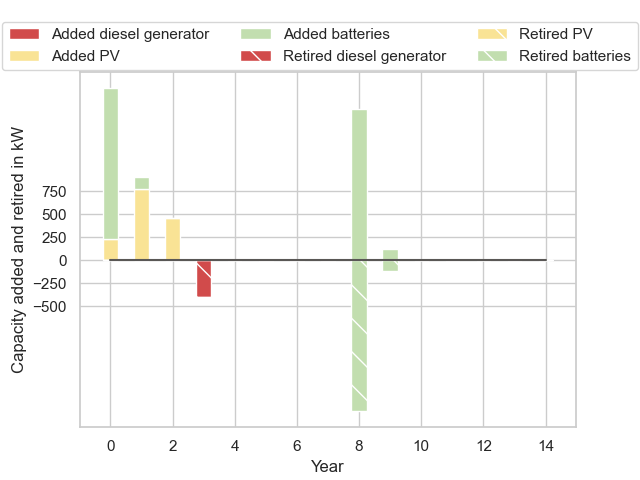 Added diesel generator Added batteries Retired PV
Added PV Retired diesel generator Retired batteries
Capacity added and retired in kW
750
500
250
0
−250
−500
0 2 4 6 8 10 12 14
Year